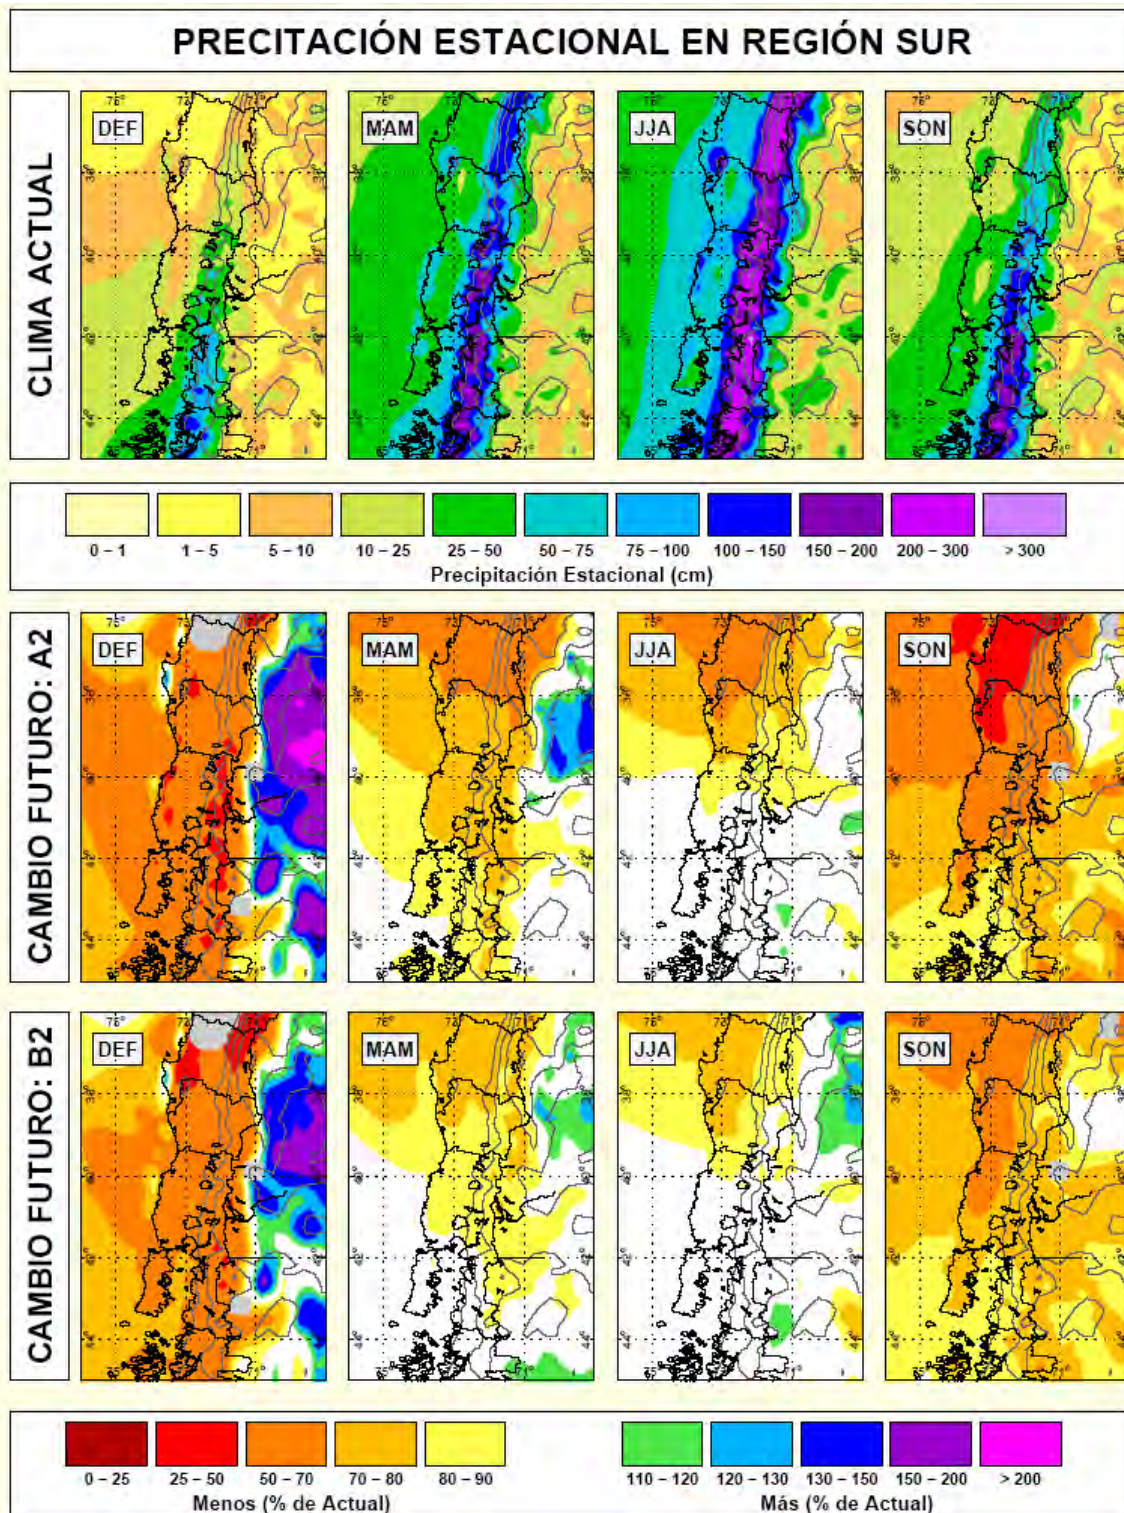 PRECITACIÓN ESTACIONAL EN REGIÓN SUR
CLIMA ACTUAL
DEF
MAM
JJA
SON
0 – 1
1 – 5
5 – 10
10 – 25
25 – 50
50 – 75
75 – 100
100 – 150
150 – 200
200 – 300
> 300
Precipitación Estacional (cm)
CAMBIO FUTURO: A2
DEF
MAM
JJA
SON
CAMBIO FUTURO: B2
DEF
MAM
JJA
SON
0 – 25
25 – 50
50 – 70
70 – 80
80 – 90
110 – 120
120 – 130
130 – 150
150 – 200
> 200
Menos (% de Actual)
Más (% de Actual)